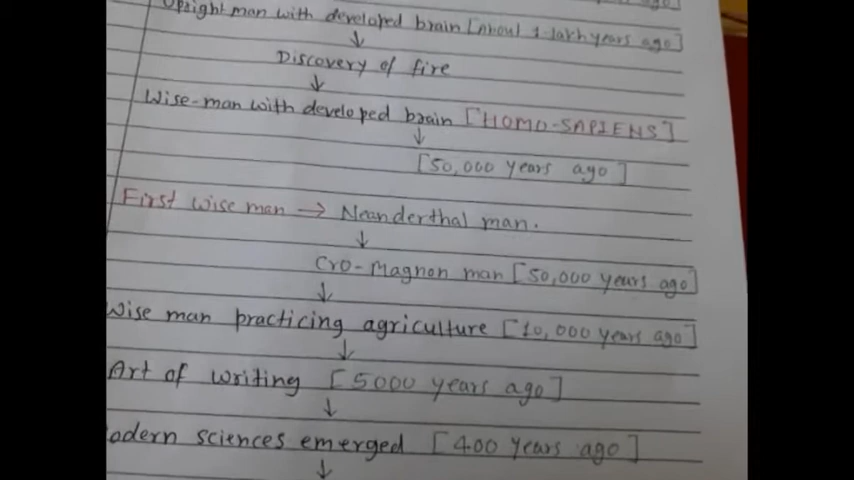 Upright man with developed brain [about 1-lakh years ago]
↓
Discovery of fire
↓
Wise-man with developed brain [HOMO-SAPIENS]
↓
[50,000 years ago]
First wise man → Neanderthal man.
↓
Cro-Magnon man [50,000 years ago]
↓
Wise man practicing agriculture [10,000 years ago]
↓
Art of writing [5000 years ago]
↓
odern sciences emerged [400 years ago]
↓